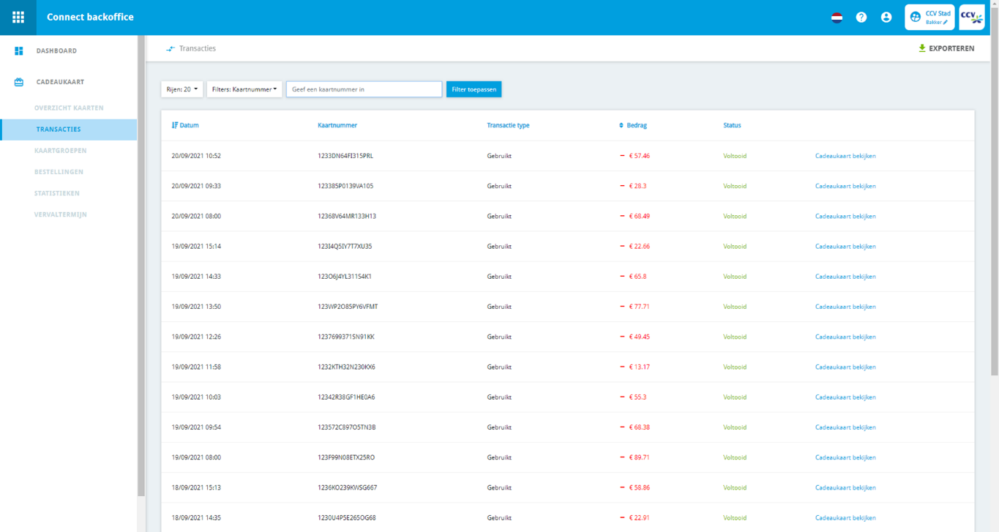 Connect backoffice
CCV Stad
Bakker
CCV
DASHBOARD
CADEAUKAART
OVERZICHT KAARTEN
TRANSACTIES
KAARTGROEPEN
BESTELLINGEN
STATISTIEKEN
VERVALTERMIJN
Transacties
EXPORTEREN
Rijen: 20 Filters: Kaartnummer Geef een kaartnummer in Filter toepassen
Datum Kaartnummer Transactie type Bedrag Status
20/09/2021 10:52 1233DN64FI315PRL Gebruikt − € 57.46 Voltooid Cadeaukaart bekijken
20/09/2021 09:33 123385P0139VA105 Gebruikt − € 28.3 Voltooid Cadeaukaart bekijken
20/09/2021 08:00 12368V64MR133H13 Gebruikt − € 68.49 Voltooid Cadeaukaart bekijken
19/09/2021 15:14 123I4Q5IY7T7XU35 Gebruikt − € 22.66 Voltooid Cadeaukaart bekijken
19/09/2021 14:33 123O6J4YL311S4K1 Gebruikt − € 65.8 Voltooid Cadeaukaart bekijken
19/09/2021 13:50 123WP2O85PY6VFMT Gebruikt − € 77.71 Voltooid Cadeaukaart bekijken
19/09/2021 12:26 1237699371SN91KK Gebruikt − € 49.45 Voltooid Cadeaukaart bekijken
19/09/2021 11:58 1232KTH32N230KX6 Gebruikt − € 13.17 Voltooid Cadeaukaart bekijken
19/09/2021 10:03 12342R38GF1HE0A6 Gebruikt − € 55.3 Voltooid Cadeaukaart bekijken
19/09/2021 09:54 123572C897O5TN3B Gebruikt − € 68.38 Voltooid Cadeaukaart bekijken
19/09/2021 08:00 123F99N08ETX25RO Gebruikt − € 89.71 Voltooid Cadeaukaart bekijken
18/09/2021 15:13 1236KO239KWSG667 Gebruikt − € 58.86 Voltooid Cadeaukaart bekijken
18/09/2021 14:35 1230U4P5E265OG68 Gebruikt − € 22.91 Voltooid Cadeaukaart bekijken